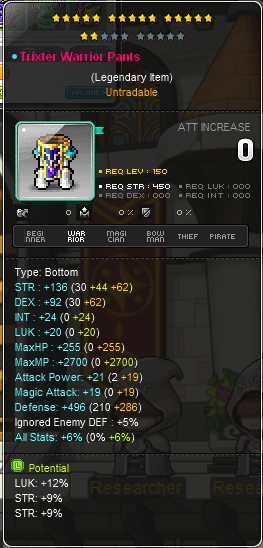 Trixter Warrior Pants
(Legendary Item)
Untradable
ATT INCREASE
0
REQ LEV : 150
REQ STR : 450 REQ LUK : 000
REQ DEX : 000 REQ INT : 000
0 0 % 0 %
BEGINNER WARRIOR MAGICIAN BOWMAN THIEF PIRATE
Type: Bottom
STR : +136 (30 +44 +62)
DEX : +92 (30 +62)
INT : +24 (0 +24)
LUK : +20 (0 +20)
MaxHP : +255 (0 +255)
MaxMP : +2700 (0 +2700)
Attack Power: +21 (2 +19)
Magic Attack: +19 (0 +19)
Defense: +496 (210 +286)
Ignored Enemy DEF : +5%
All Stats: +6% (0% +6%)
L Potential
LUK: +12%
STR: +9%
STR: +9%
Researcher